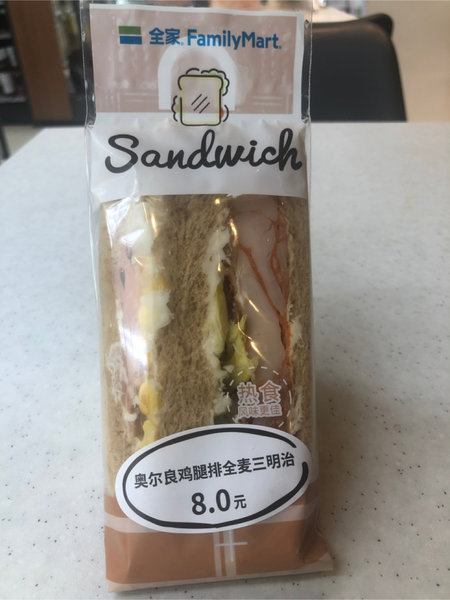 全家 FamilyMart
Sandwich
热食
风味更佳
奥尔良鸡腿排全麦三明治
8.0元